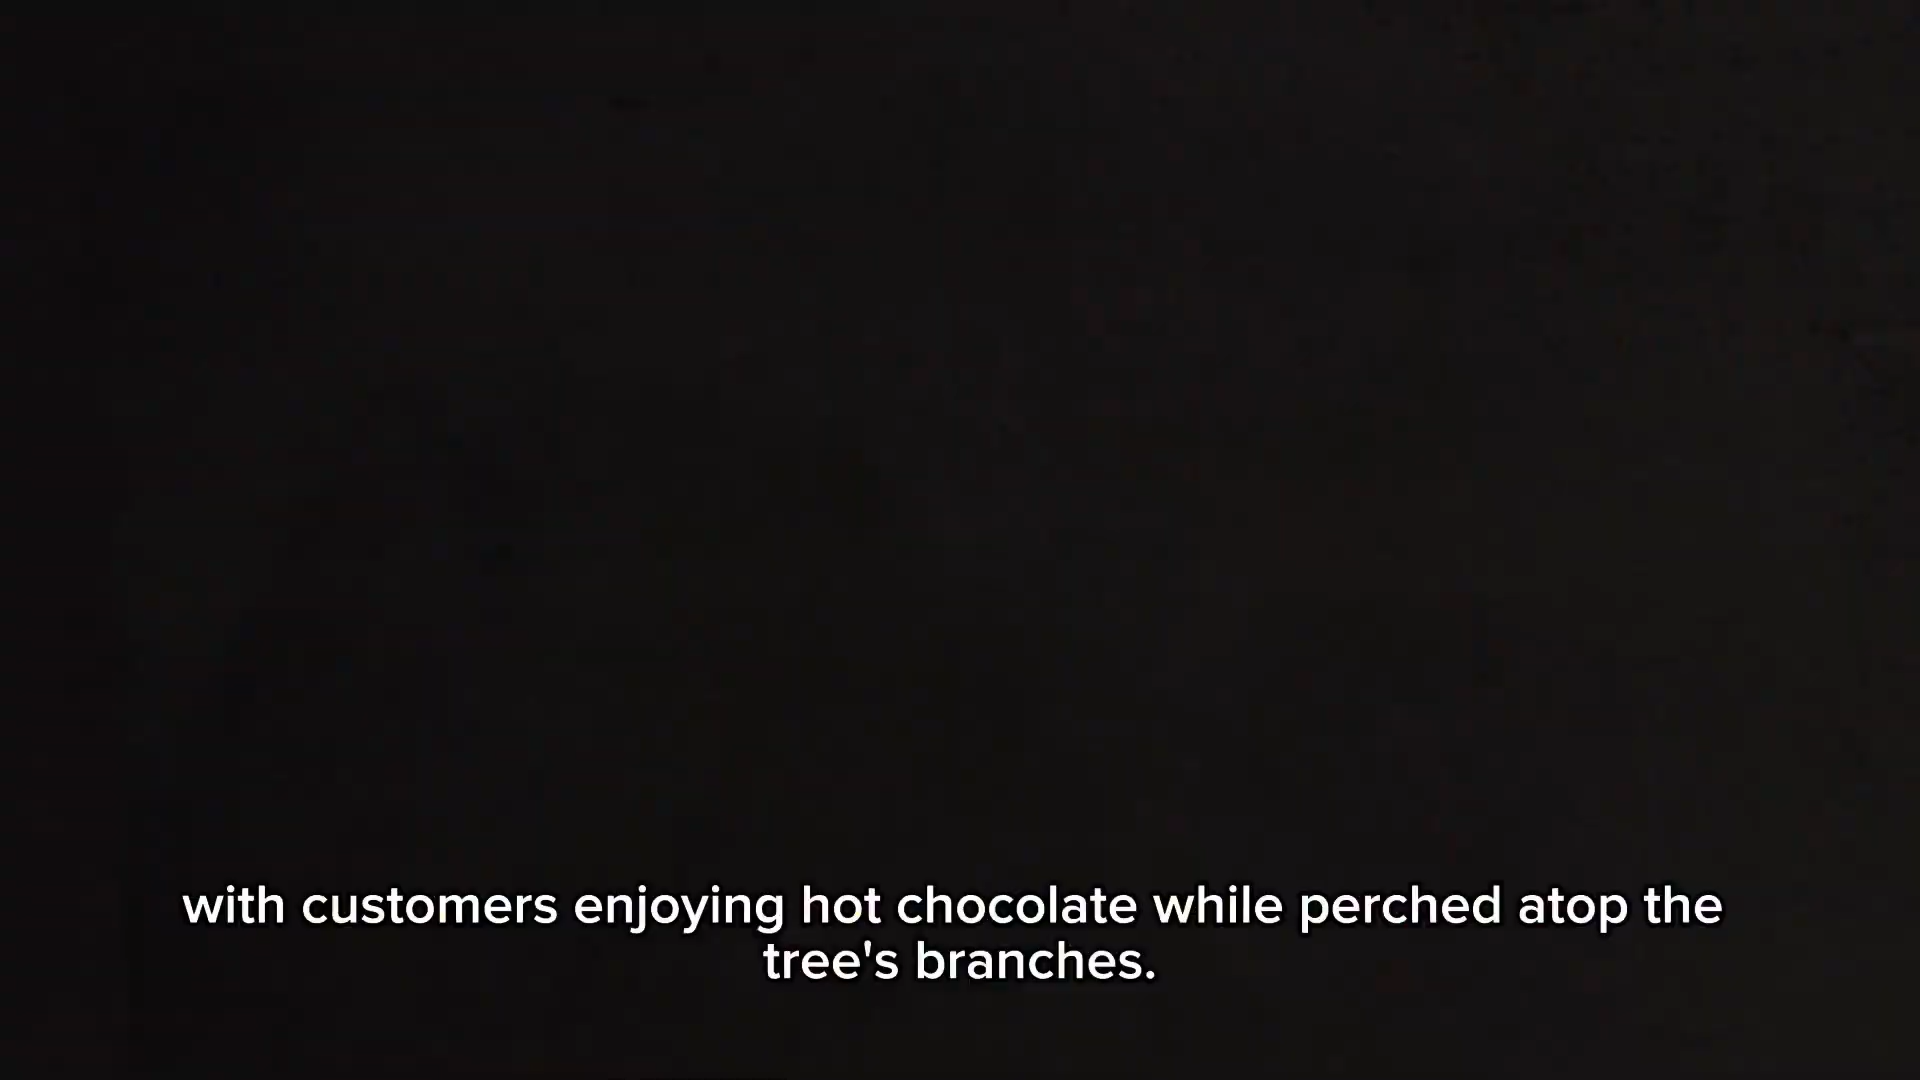 with customers enjoying hot chocolate while perched atop the
tree's branches.